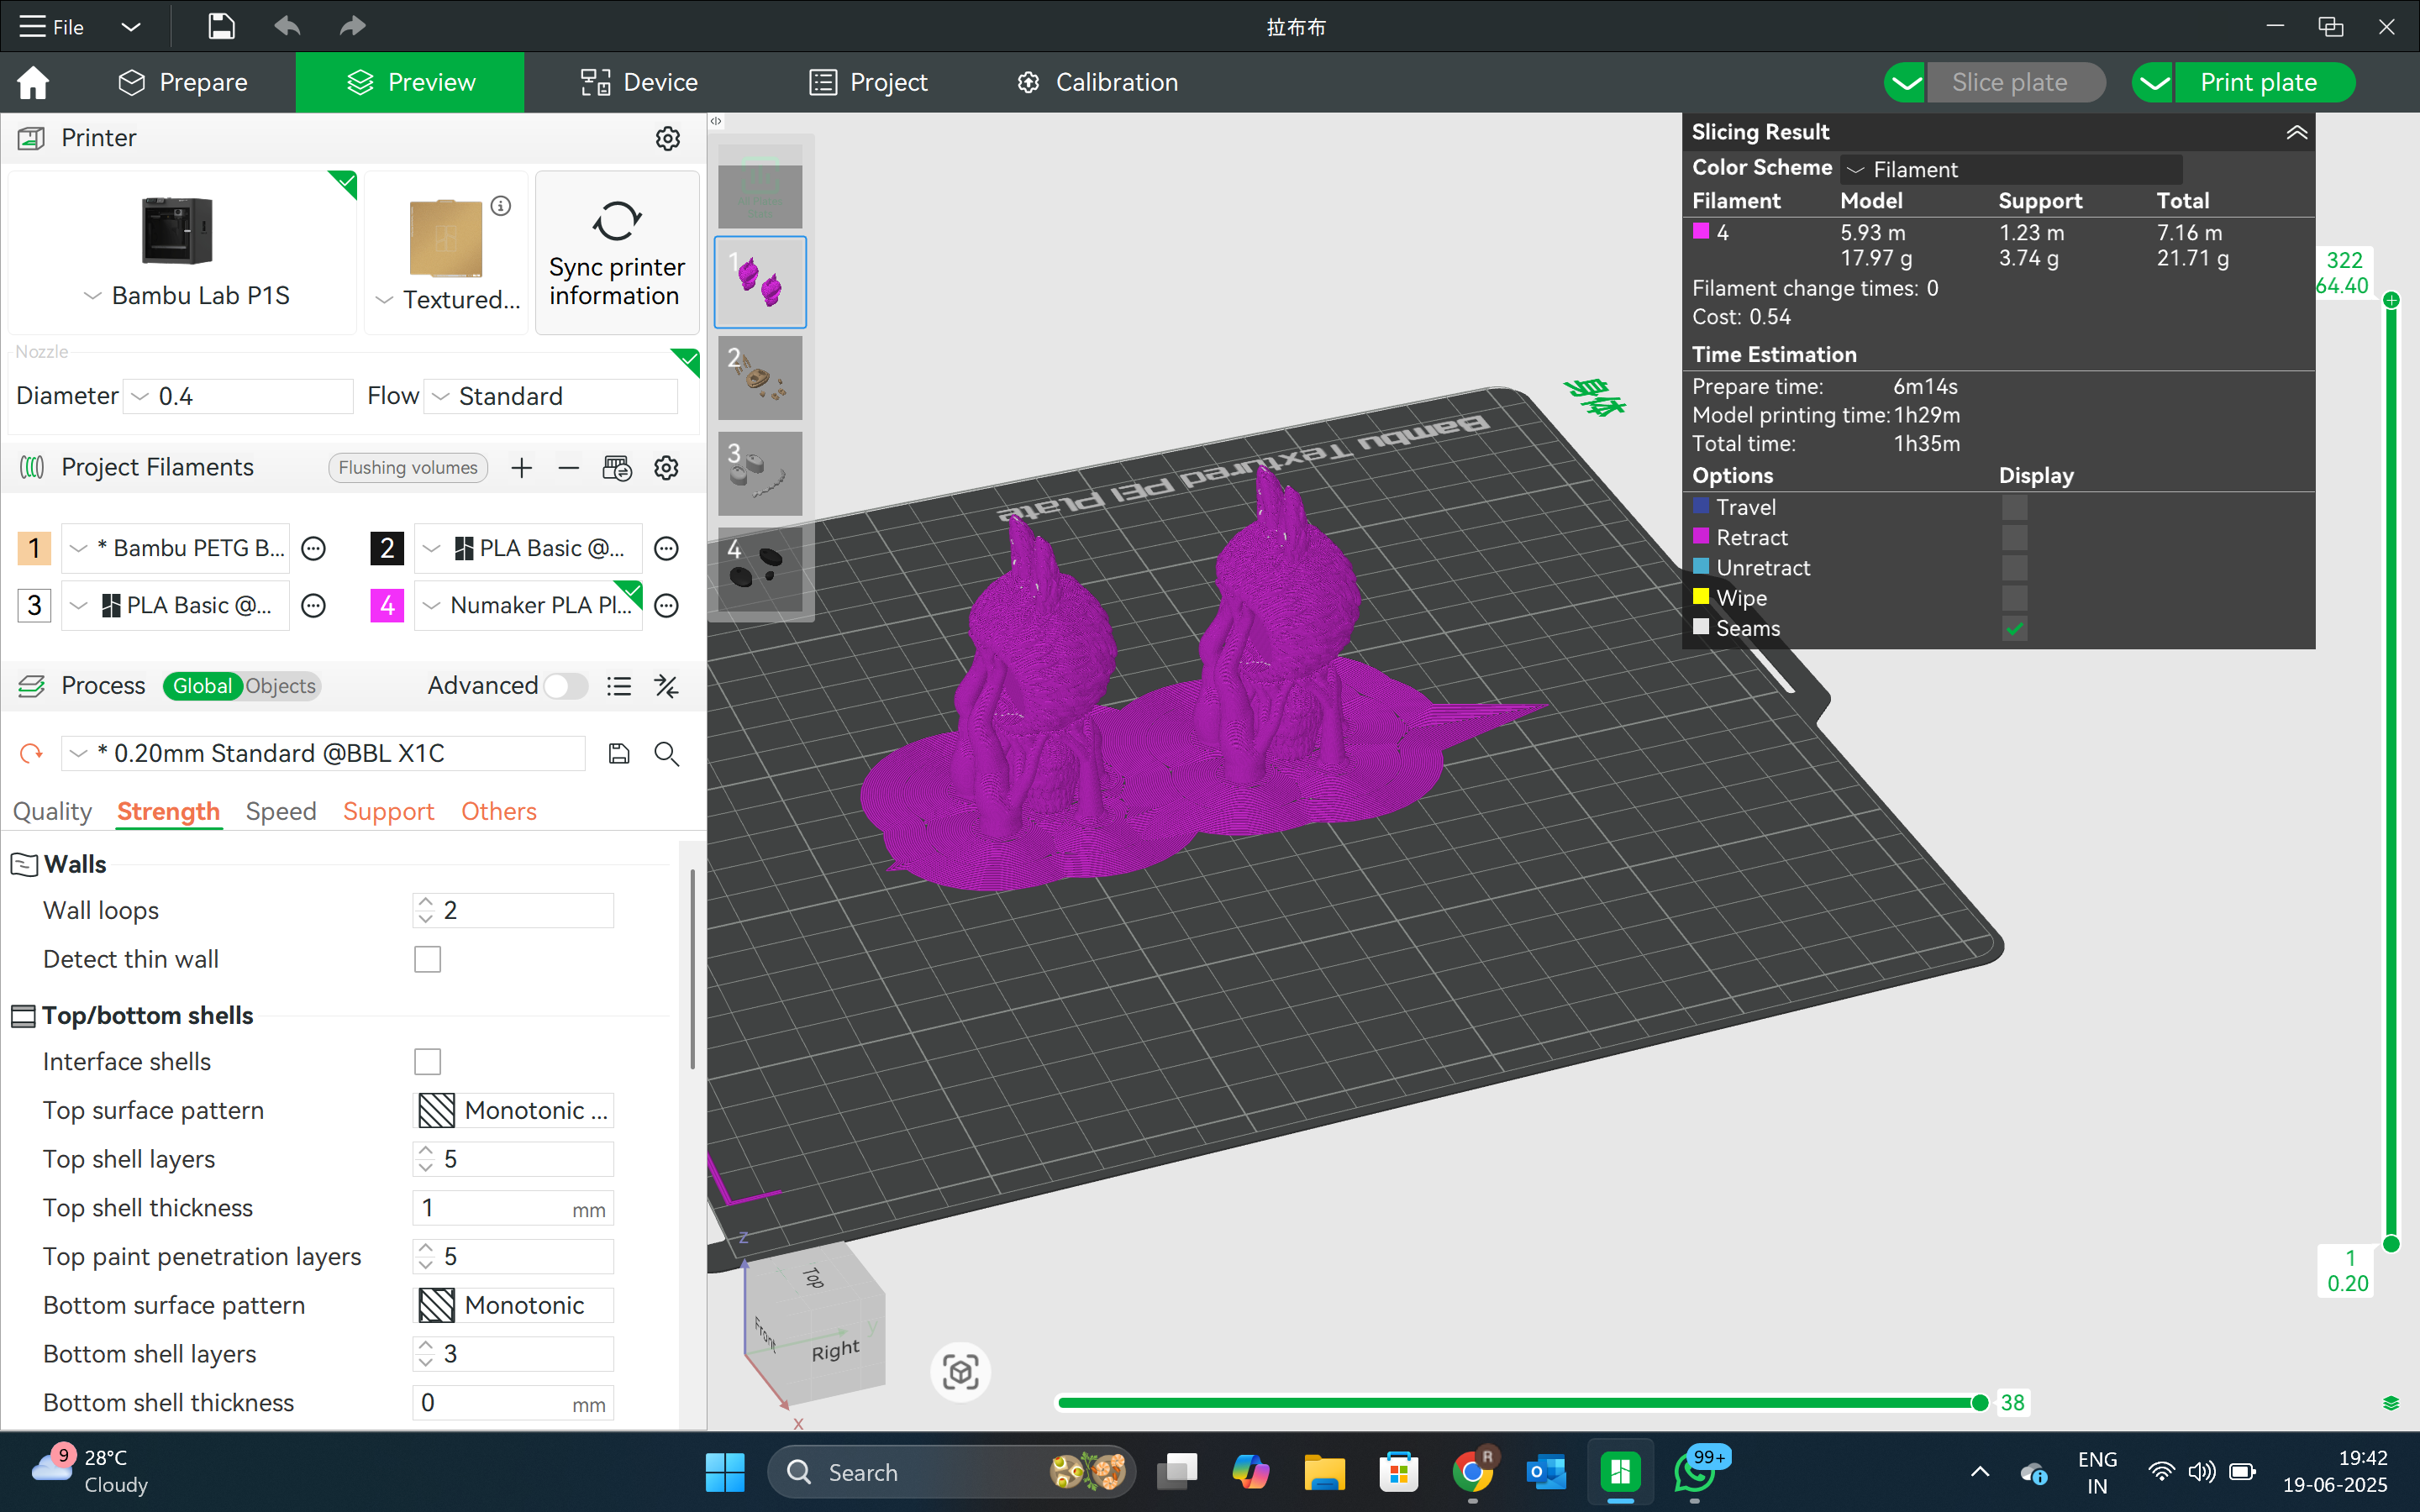 File
拉布布
Prepare
Preview
Device
Project
Calibration
Slice plate
Print plate
Printer
Bambu Lab P1S
Textured...
Sync printer
information
Nozzle
Diameter 0.4
Flow Standard
Project Filaments
Flushing volumes
1 * Bambu PETG B...
2 PLA Basic @...
3 PLA Basic @...
4 Numaker PLA Pl...
Process Global Objects
Advanced
* 0.20mm Standard @BBL X1C
Quality Strength Speed Support Others
Walls
Wall loops 2
Detect thin wall
Top/bottom shells
Interface shells
Top surface pattern Monotonic ...
Top shell layers 5
Top shell thickness 1 mm
Top paint penetration layers 5
Bottom surface pattern Monotonic
Bottom shell layers 3
Bottom shell thickness 0 mm
1
2
3
4
Bambu Textured PEI Plate
身体
Slicing Result
Color Scheme Filament
Filament Model Support Total
4 5.93 m 1.23 m 7.16 m
17.97 g 3.74 g 21.71 g
Filament change times: 0
Cost: 0.54
Time Estimation
Prepare time: 6m14s
Model printing time: 1h29m
Total time: 1h35m
Options Display
Travel
Retract
Unretract
Wipe
Seams
322
64.40
1
0.20
38
z
y
x
Top
Front
Right
9
28°C
Cloudy
Search
R
99+
ENG
IN
19:42
19-06-2025